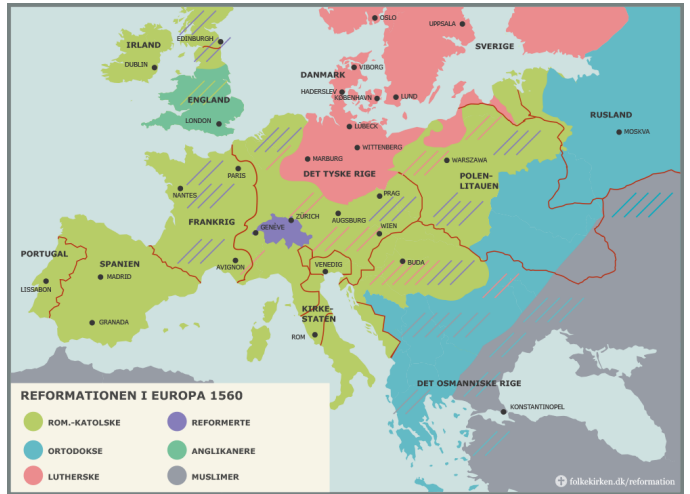 OSLO
UPPSALA
SVERIGE
EDINBURGH
IRLAND
DUBLIN
DANMARK
VIBORG
HADERSLEV
KØBENHAVN
LUND
ENGLAND
LONDON
RUSLAND
MOSKVA
LÜBECK
WITTENBERG
MARBURG
DET TYSKE RIGE
WARSZAWA
POLEN-
LITAUEN
PARIS
NANTES
FRANKRIG
PRAG
ZÜRICH
AUGSBURG
GENÉVE
WIEN
PORTUGAL
LISSABON
SPANIEN
MADRID
GRANADA
AVIGNON
VENEDIG
BUDA
KIRKE-
STATEN
ROM
DET OSMANNISKE RIGE
KONSTANTINOPEL
REFORMATIONEN I EUROPA 1560
ROM.-KATOLSKE
REFORMERTE
ORTODOKSE
ANGLIKANERE
LUTHERSKE
MUSLIMER
folkekirken.dk/reformation